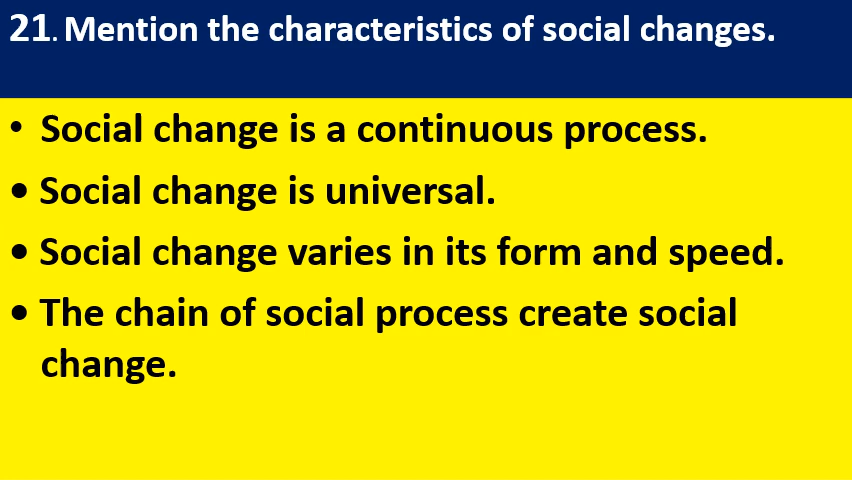 21. Mention the characteristics of social changes.
• Social change is a continuous process.
• Social change is universal.
• Social change varies in its form and speed.
• The chain of social process create social
change.